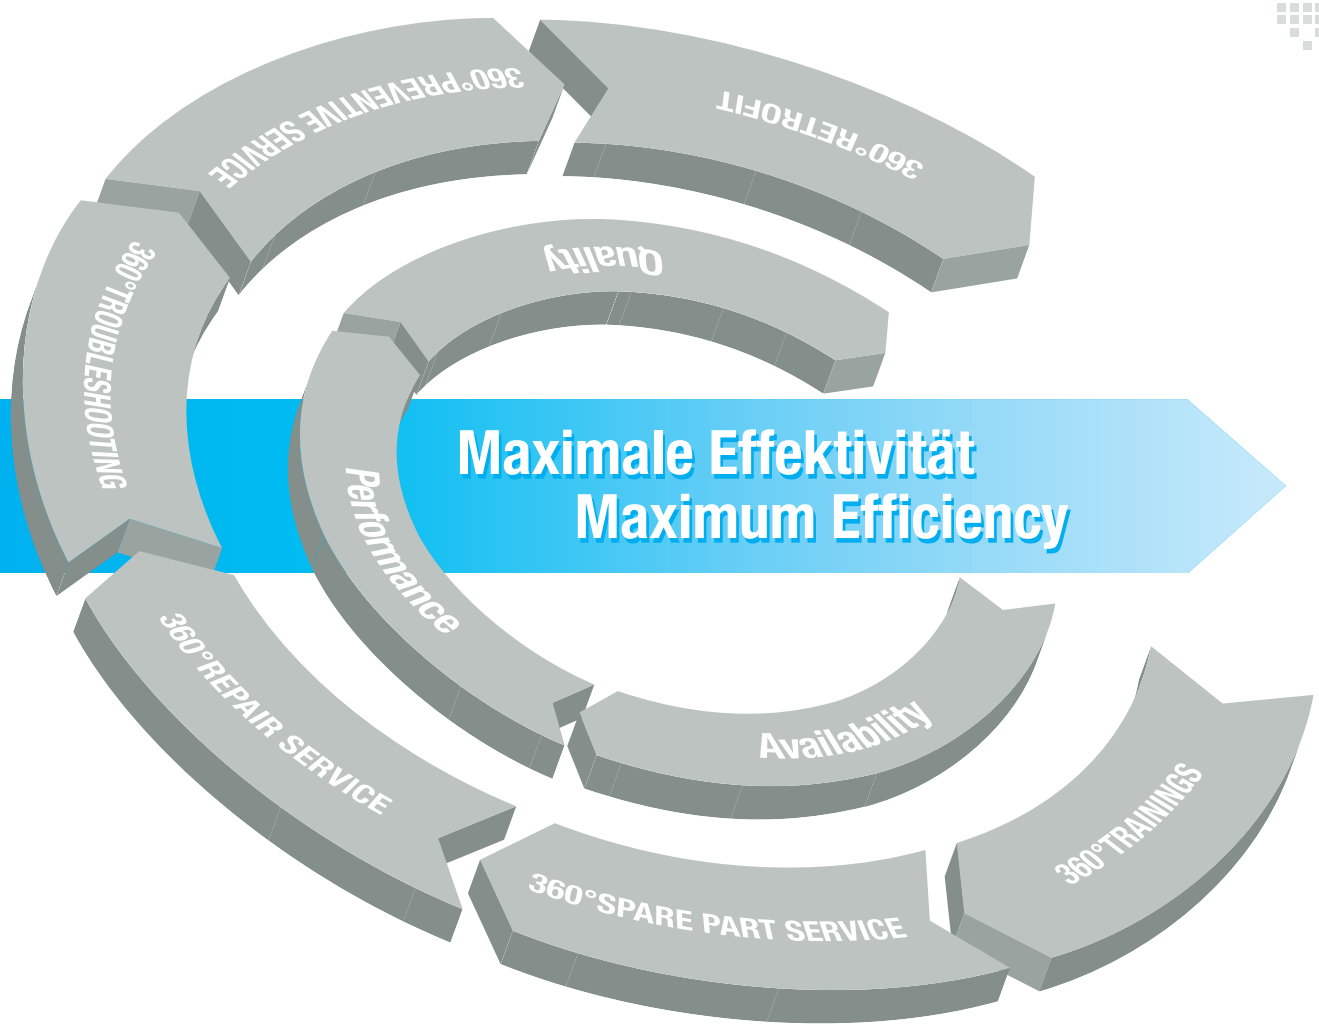 360°RETROFIT
360°PREVENTIVE SERVICE
360°TROUBLESHOOTING
360°REPAIR SERVICE
360°SPARE PART SERVICE
360°TRAININGS
Quality
Performance
Availability
Maximale Effektivität
Maximum Efficiency